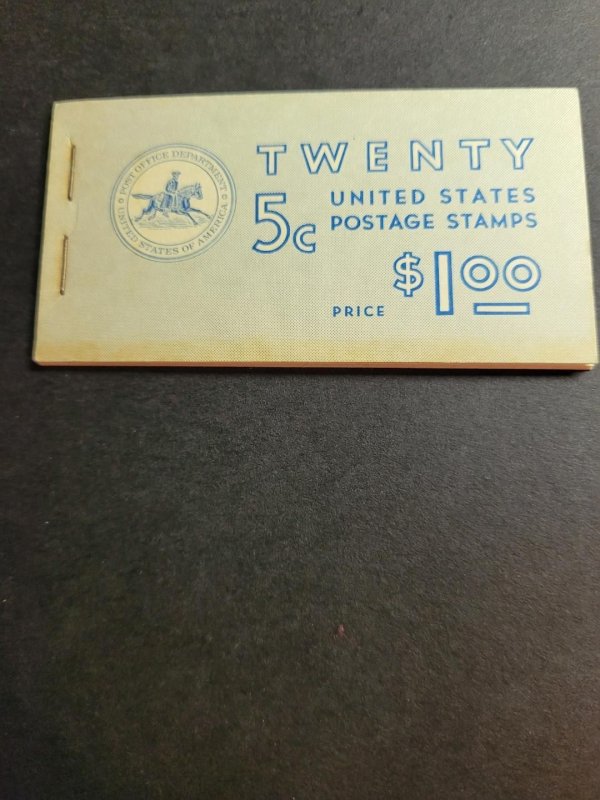 POST OFFICE DEPARTMENT
UNITED STATES OF AMERICA
TWENTY
5c UNITED STATES
POSTAGE STAMPS
PRICE $1.00